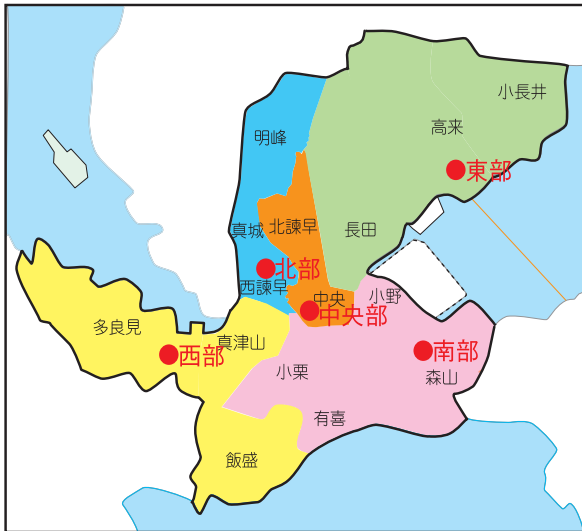 小長井
高来
明峰
東部
北諫早
真城
長田
北部
西諫早
中央
小野
中央部
多良見
真津山
西部
南部
小栗
森山
有喜
飯盛